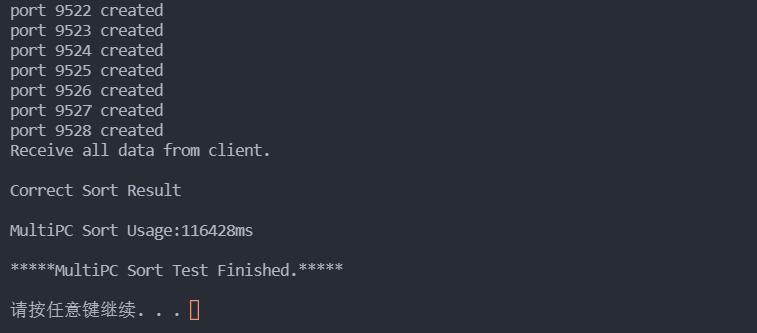 port 9522 created
port 9523 created
port 9524 created
port 9525 created
port 9526 created
port 9527 created
port 9528 created
Receive all data from client.
Correct Sort Result
MultiPC Sort Usage:116428ms
*****MultiPC Sort Test Finished.*****
请按任意键继续. . .